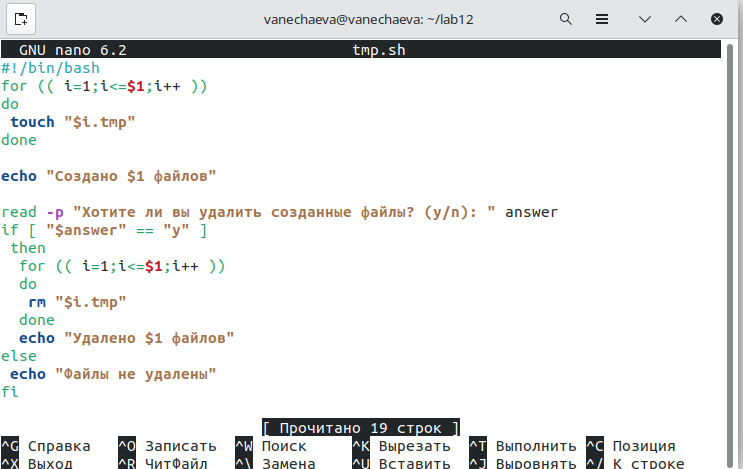 vanechaeva@vanechaeva: ~/lab12
GNU nano 6.2 tmp.sh
#!/bin/bash
for (( i=1;i<=$1;i++ ))
do
 touch "$i.tmp"
done

echo "Создано $1 файлов"

read -p "Хотите ли вы удалить созданные файлы? (y/n): " answer
if [ "$answer" == "y" ]
 then
  for (( i=1;i<=$1;i++ ))
  do
   rm "$i.tmp"
  done
  echo "Удалено $1 файлов"
else
 echo "Файлы не удалены"
fi

[ Прочитано 19 строк ]
^G Справка ^O Записать ^W Поиск ^K Вырезать ^T Выполнить ^C Позиция
^X Выход ^R ЧитФайл ^\ Замена ^U Вставить ^J Выровнять ^/ К строке